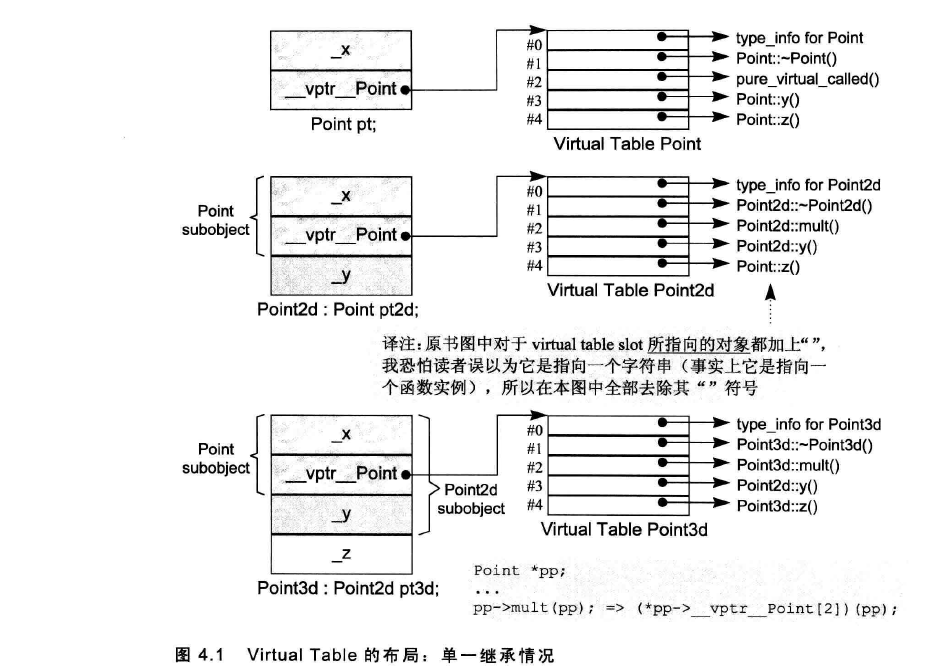 _x
__vptr__Point
Point pt;
#0
#1
#2
#3
#4
type_info for Point
Point::~Point()
pure_virtual_called()
Point::y()
Point::z()
Virtual Table Point
Point
subobject
_x
__vptr__Point
_y
Point2d : Point pt2d;
#0
#1
#2
#3
#4
type_info for Point2d
Point2d::~Point2d()
Point2d::mult()
Point2d::y()
Point::z()
Virtual Table Point2d
译注：原书图中对于 virtual table slot 所指向的对象都加上“”，
我恐怕读者误以为它是指向一个字符串（事实上它是指向一
个函数实例），所以在本图中全部去除其“”符号
Point
subobject
_x
__vptr__Point
_y
_z
Point2d
subobject
Point3d : Point2d pt3d;
#0
#1
#2
#3
#4
type_info for Point3d
Point3d::~Point3d()
Point3d::mult()
Point2d::y()
Point3d::z()
Virtual Table Point3d
Point *pp;
...
pp->mult(pp); => (*pp->__vptr__Point[2])(pp);
图 4.1 Virtual Table 的布局：单一继承情况